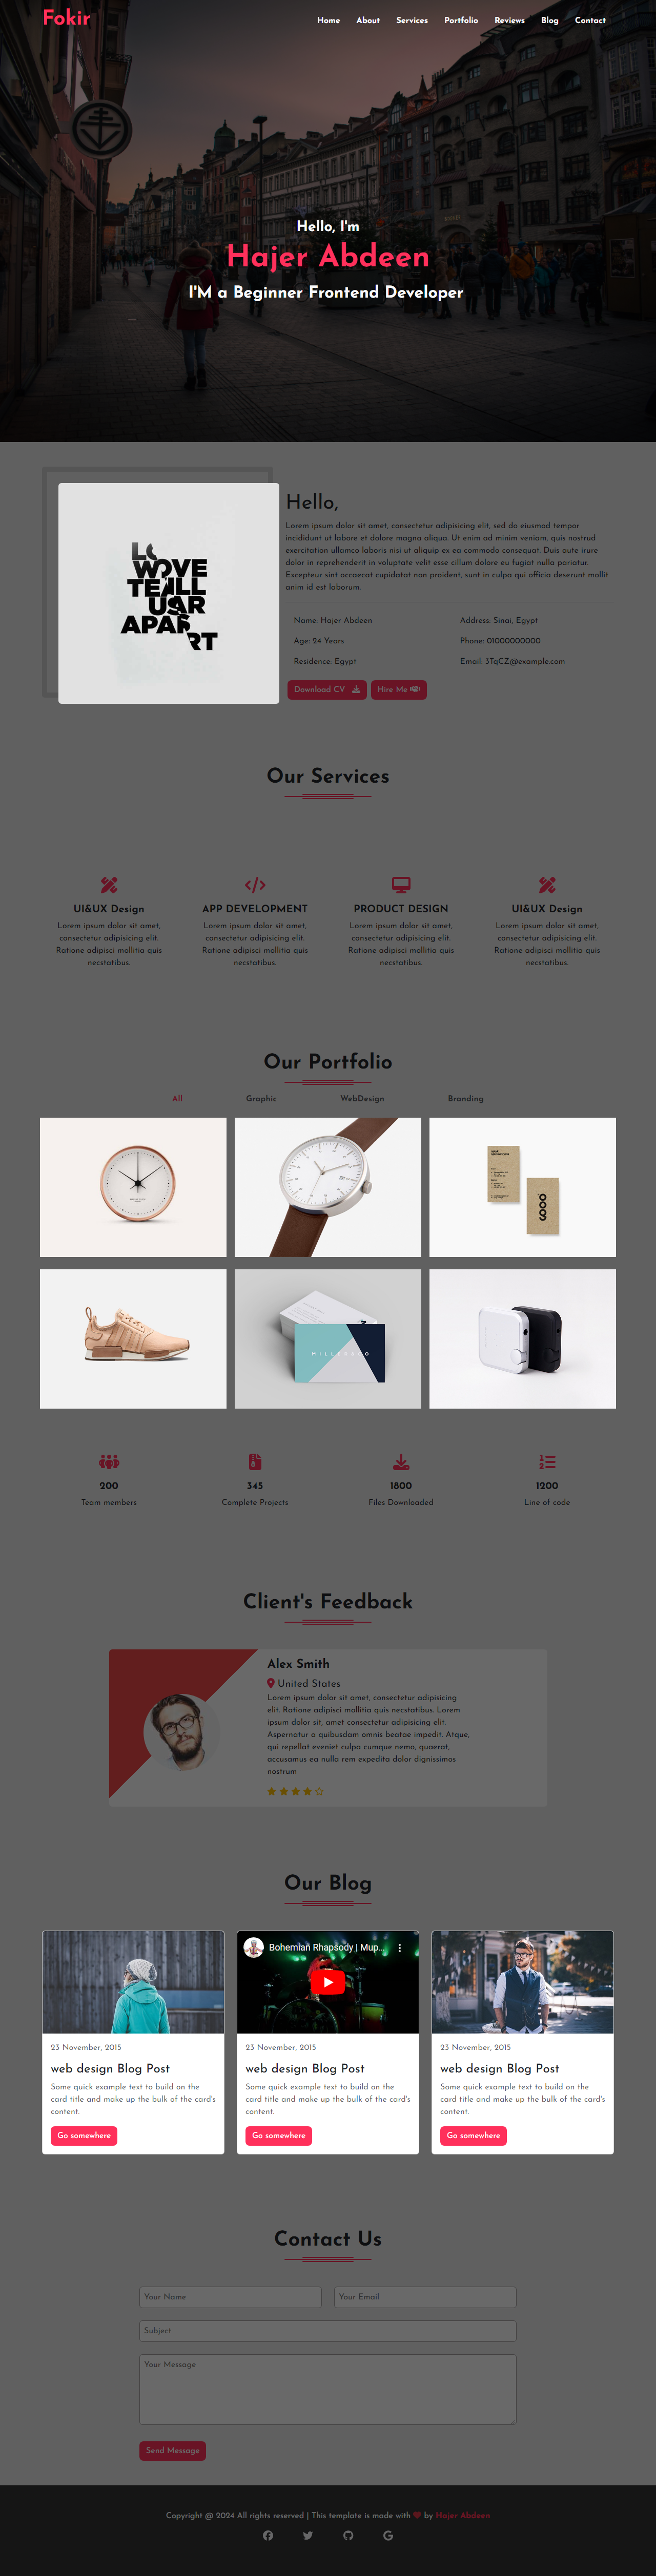 Fokir
Home About Services Portfolio Reviews Blog Contact
Hello, I'm
Hajer Abdeen
I'M a Beginner Frontend Developer
Hello,
Lorem ipsum dolor sit amet, consectetur adipisicing elit, sed do eiusmod tempor
incididunt ut labore et dolore magna aliqua. Ut enim ad minim veniam, quis nostrud
exercitation ullamco laboris nisi ut aliquip ex ea commodo consequat. Duis aute irure
dolor in reprehenderit in voluptate velit esse cillum dolore eu fugiat nulla pariatur.
Excepteur sint occaecat cupidatat non proident, sunt in culpa qui officia deserunt mollit
anim id est laborum.
Name: Hajer Abdeen
Address: Sinai, Egypt
Age: 24 Years
Phone: 01000000000
Residence: Egypt
Email: 3TqCZ@example.com
Download CV
Hire Me
Our Services
UI&UX Design
Lorem ipsum dolor sit amet,
consectetur adipisicing elit.
Ratione adipisci mollitia quis
necstatibus.
APP DEVELOPMENT
Lorem ipsum dolor sit amet,
consectetur adipisicing elit.
Ratione adipisci mollitia quis
necstatibus.
PRODUCT DESIGN
Lorem ipsum dolor sit amet,
consectetur adipisicing elit.
Ratione adipisci mollitia quis
necstatibus.
UI&UX Design
Lorem ipsum dolor sit amet,
consectetur adipisicing elit.
Ratione adipisci mollitia quis
necstatibus.
Our Portfolio
All Graphic WebDesign Branding
200
Team members
345
Complete Projects
1800
Files Downloaded
1200
Line of code
Client's Feedback
Alex Smith
United States
Lorem ipsum dolor sit amet, consectetur adipisicing
elit. Ratione adipisci mollitia quis necstatibus. Lorem
ipsum dolor sit, amet consectetur adipisicing elit.
Aspernatur a quibusdam omnis beatae impedit. Atque,
qui repellat eveniet culpa cumque nemo, quaerat,
accusamus ea nulla rem expedita dolor dignissimos
nostrum
Our Blog
23 November, 2015
web design Blog Post
Some quick example text to build on the
card title and make up the bulk of the card's
content.
Go somewhere
Bohemian Rhapsody | Mup...
23 November, 2015
web design Blog Post
Some quick example text to build on the
card title and make up the bulk of the card's
content.
Go somewhere
23 November, 2015
web design Blog Post
Some quick example text to build on the
card title and make up the bulk of the card's
content.
Go somewhere
Contact Us
Your Name
Your Email
Subject
Your Message
Send Message
Copyright @ 2024 All rights reserved | This template is made with by Hajer Abdeen